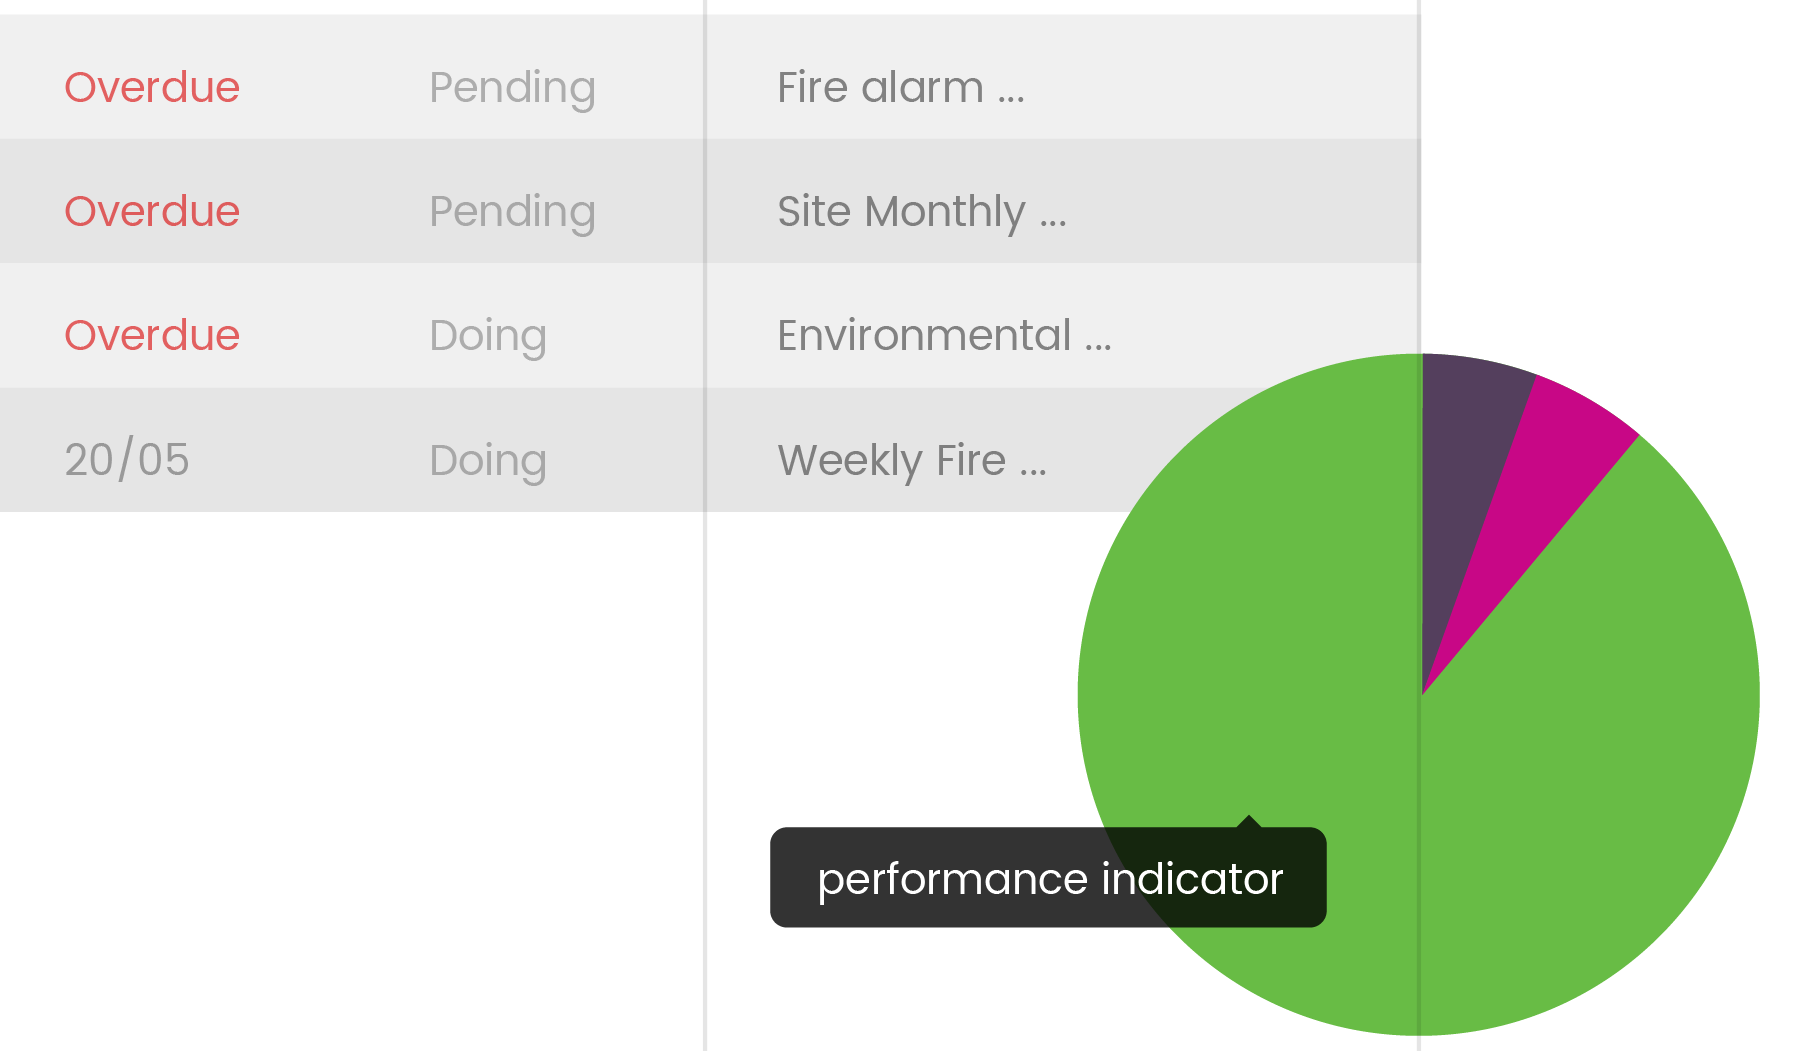 Overdue Pending Fire alarm ...
Overdue Pending Site Monthly ...
Overdue Doing Environmental ...
20/05 Doing Weekly Fire ...
performance indicator